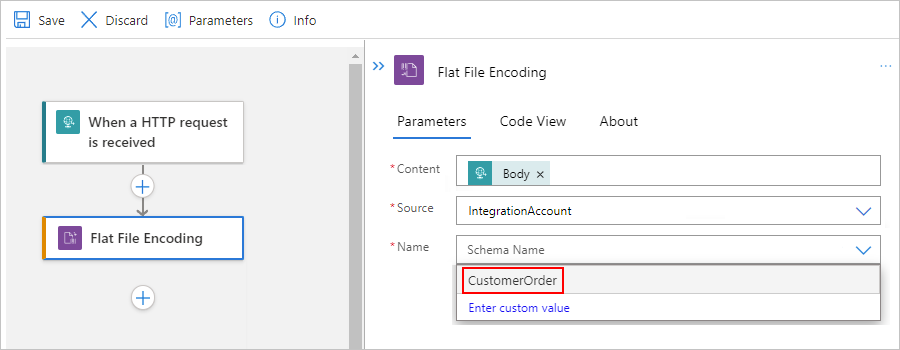 Save
Discard
[@] Parameters
Info
When a HTTP request
is received
Flat File Encoding
Flat File Encoding
Parameters
Code View
About
*Content
Body ×
*Source
IntegrationAccount
*Name
Schema Name
CustomerOrder
Enter custom value